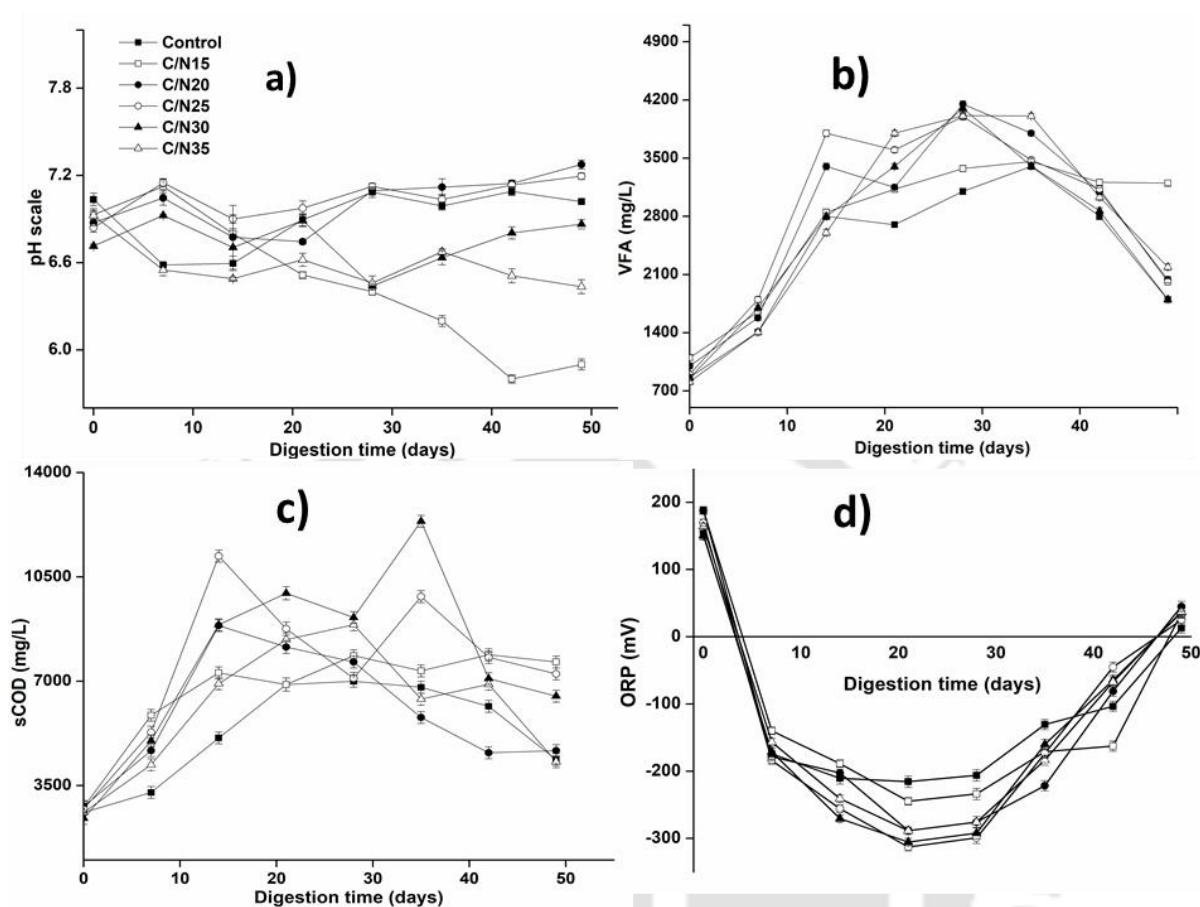 a)
Control
C/N15
C/N20
C/N25
C/N30
C/N35
7.8
7.2
6.6
6.0
pH scale
0 10 20 30 40 50
Digestion time (days)
b)
4900
4200
3500
2800
2100
1400
700
VFA (mg/L)
0 10 20 30 40
Digestion time (days)
c)
14000
10500
7000
3500
sCOD (mg/L)
0 10 20 30 40 50
Digestion time (days)
d)
200
100
0
-100
-200
-300
ORP (mV)
0 10 20 30 40 50
Digestion time (days)